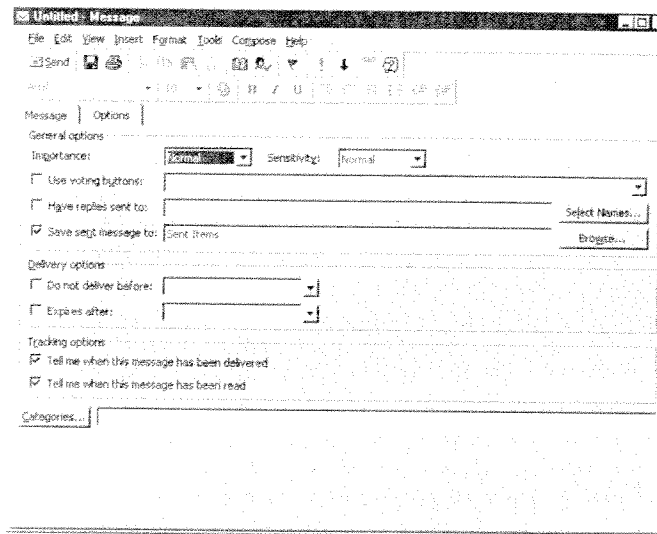 Untitled - Message
File Edit View Insert Format Tools Compose Help
Send
Message Options
General options
Importance: Normal Sensitivity: Normal
Use voting buttons:
Have replies sent to: Select Names...
Save sent message to: Sent Items Browse...
Delivery options
Do not deliver before:
Expires after:
Tracking options
Tell me when this message has been delivered
Tell me when this message has been read
Categories...